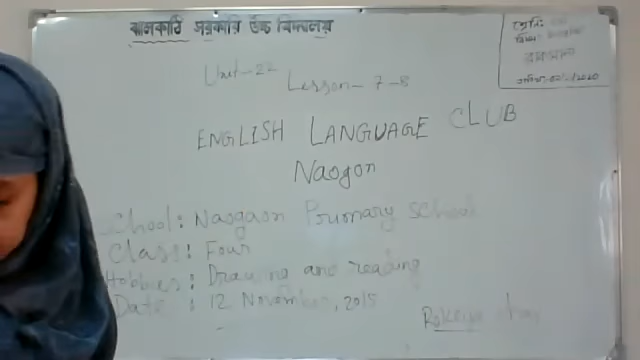 ঝালকাঠি সরকারি উচ্চ বিদ্যালয়
Unit-22 Lesson-7-8
ENGLISH LANGUAGE CLUB
Naogon
School: Naogaon Primary School
Class: Four
Hobbies: Drawing and reading
Date: 12 November, 2015
Rokeya